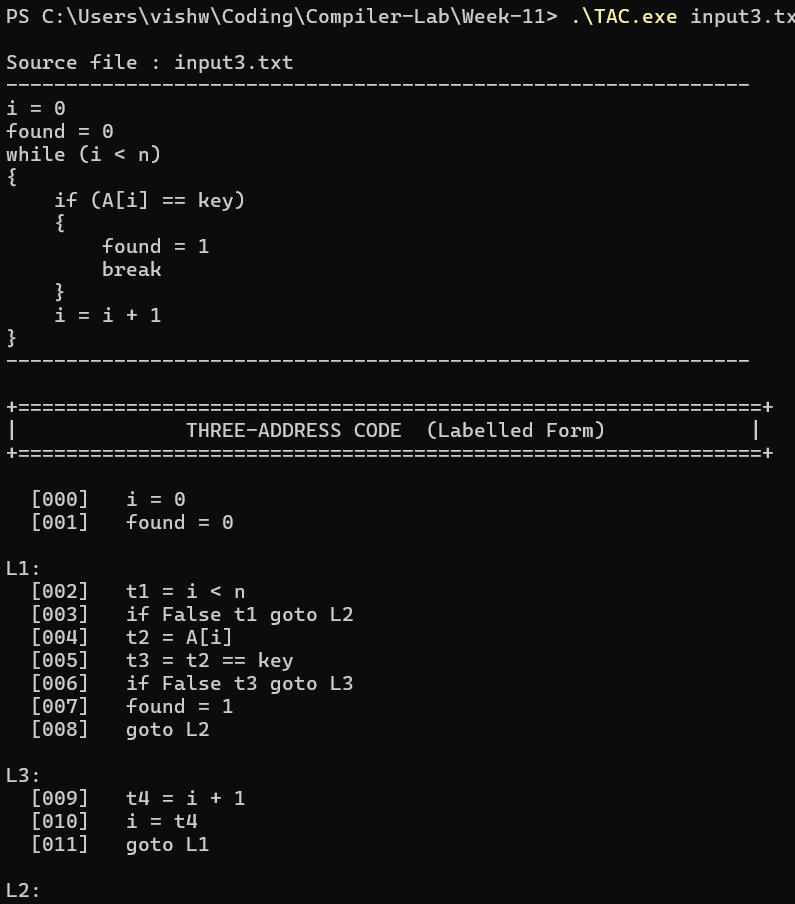 PS C:\Users\vishw\Coding\Compiler-Lab\Week-11> .\TAC.exe input3.tx
Source file : input3.txt
--------------------------------------------------------------
i = 0
found = 0
while (i < n)
{
    if (A[i] == key)
    {
        found = 1
        break
    }
    i = i + 1
}
--------------------------------------------------------------
+==============================================================+
|              THREE-ADDRESS CODE  (Labelled Form)            |
+==============================================================+
  [000]   i = 0
  [001]   found = 0
L1:
  [002]   t1 = i < n
  [003]   if False t1 goto L2
  [004]   t2 = A[i]
  [005]   t3 = t2 == key
  [006]   if False t3 goto L3
  [007]   found = 1
  [008]   goto L2
L3:
  [009]   t4 = i + 1
  [010]   i = t4
  [011]   goto L1
L2: